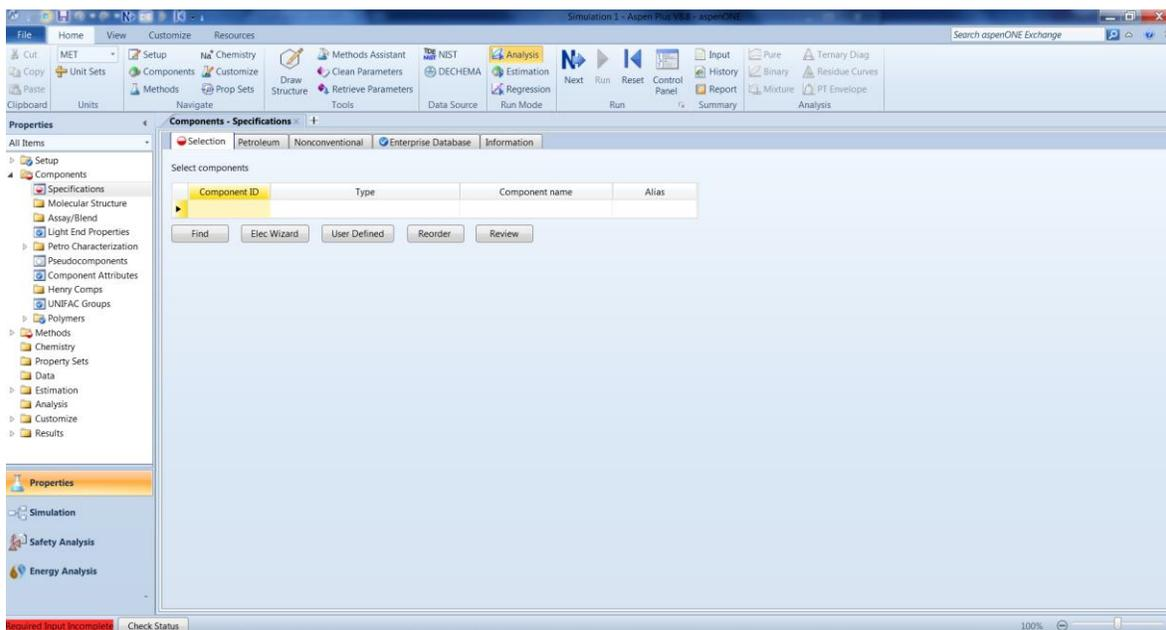 Simulation 1 - Aspen Plus V8.8 - aspenONE
File Home View Customize Resources Search aspenONE Exchange
Cut MET Setup Na⁺ Chemistry Methods Assistant NIST Analysis Input Pure Ternary Diag
Copy Unit Sets Components Customize Draw Structure Clean Parameters DECHEMA Estimation Next Run Reset Control Panel History Binary Residue Curves
Paste Methods Prop Sets Retrieve Parameters Regression Report Mixture PT Envelope
Clipboard Units Navigate Tools Data Source Run Mode Run Summary Analysis
Properties
All Items
Setup
Components
Specifications
Molecular Structure
Assay/Blend
Light End Properties
Petro Characterization
Pseudocomponents
Component Attributes
Henry Comps
UNIFAC Groups
Polymers
Methods
Chemistry
Property Sets
Data
Estimation
Analysis
Customize
Results
Properties
Simulation
Safety Analysis
Energy Analysis
Components - Specifications × +
Selection Petroleum Nonconventional Enterprise Database Information
Select components
Component ID Type Component name Alias
Find Elec Wizard User Defined Reorder Review
Required Input Incomplete Check Status 100%